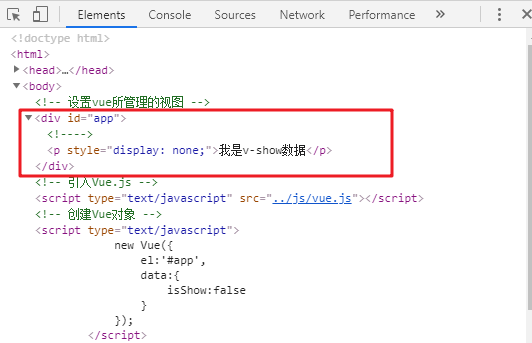 Elements Console Sources Network Performance »
<!doctype html>
<html>
<head>…</head>
<body>
<!-- 设置vue所管理的视图 -->
<div id="app">
<!---->
<p style="display: none;">我是v-show数据</p>
</div>
<!-- 引入Vue.js -->
<script type="text/javascript" src="../js/vue.js"></script>
<!-- 创建Vue对象 -->
<script type="text/javascript">
new Vue({
el:'#app',
data:{
isShow:false
}
});
</script>